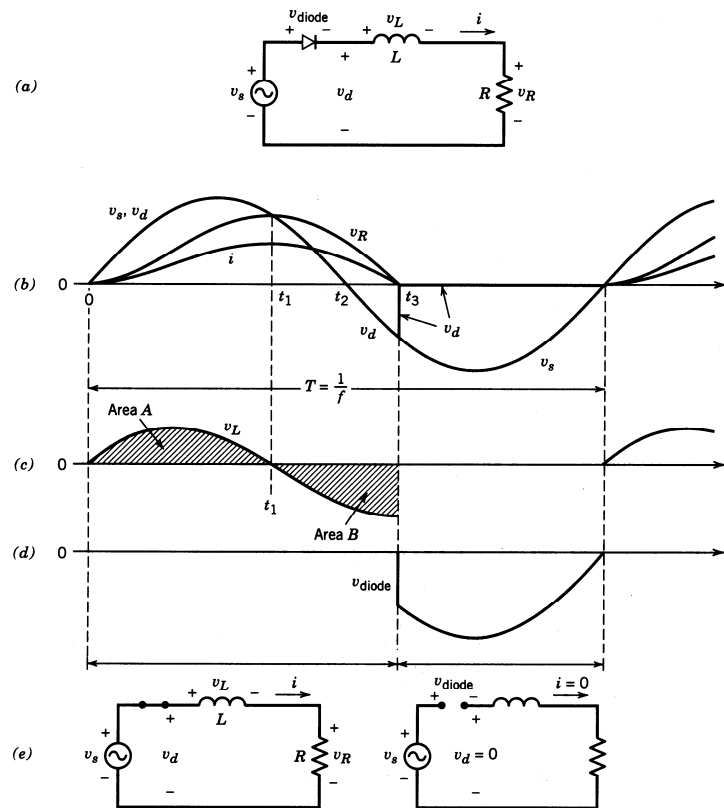 v_diode
+ − + v_L − i
L
+
(a) + v_s − + v_d − R + v_R −
v_s, v_d
v_R
i
(b) 0
0 t_1 t_2 t_3
v_d v_d
v_s
T = 1/f
Area A
v_L
(c) 0
t_1
Area B
(d) 0
v_diode
v_L i v_diode i = 0
+ − + −
L
(e) + v_s − + v_d − R + v_R − + v_s − + v_d = 0 −